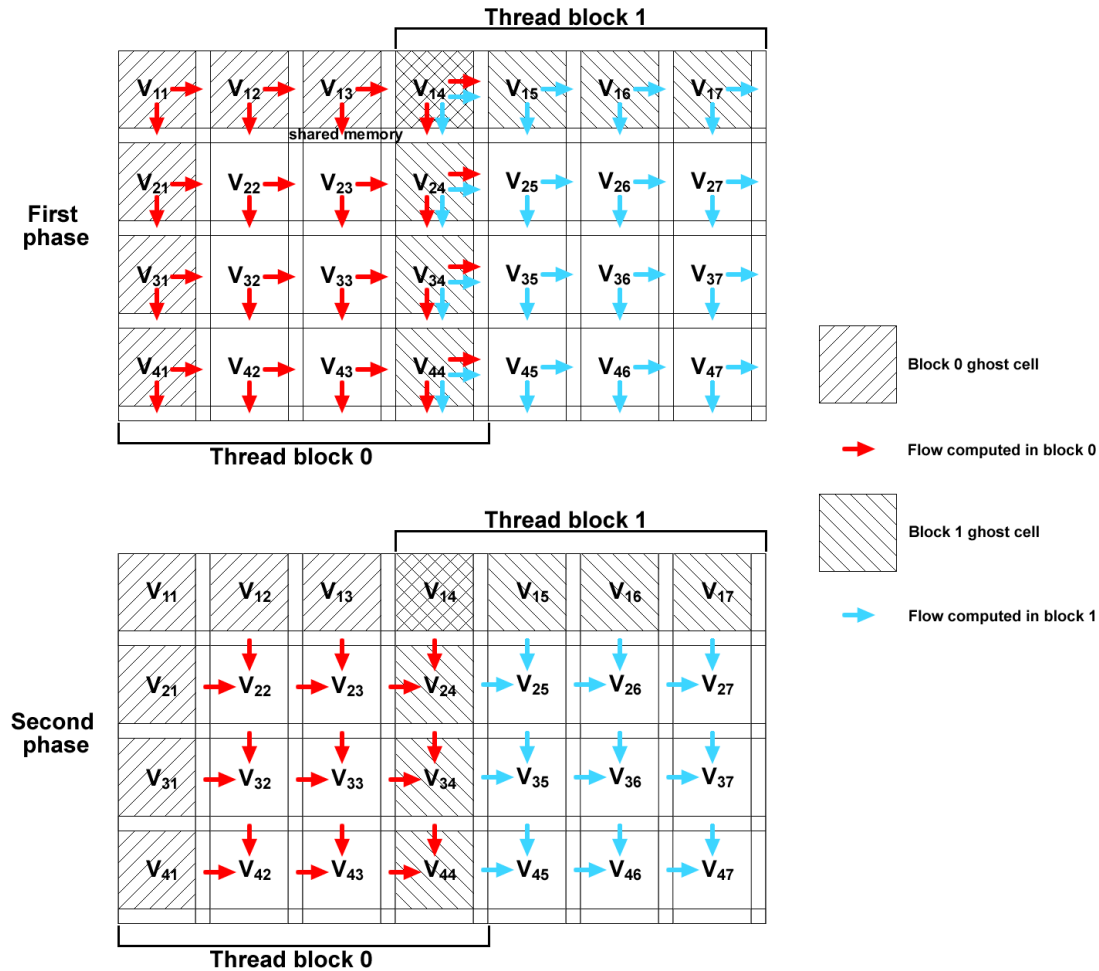 Thread block 1
V11 V12 V13 V14 V15 V16 V17
shared memory
V21 V22 V23 V24 V25 V26 V27
First
phase
V31 V32 V33 V34 V35 V36 V37
V41 V42 V43 V44 V45 V46 V47
Thread block 0
Block 0 ghost cell
Flow computed in block 0
Thread block 1
Block 1 ghost cell
V11 V12 V13 V14 V15 V16 V17
Flow computed in block 1
V21 V22 V23 V24 V25 V26 V27
Second
phase
V31 V32 V33 V34 V35 V36 V37
V41 V42 V43 V44 V45 V46 V47
Thread block 0